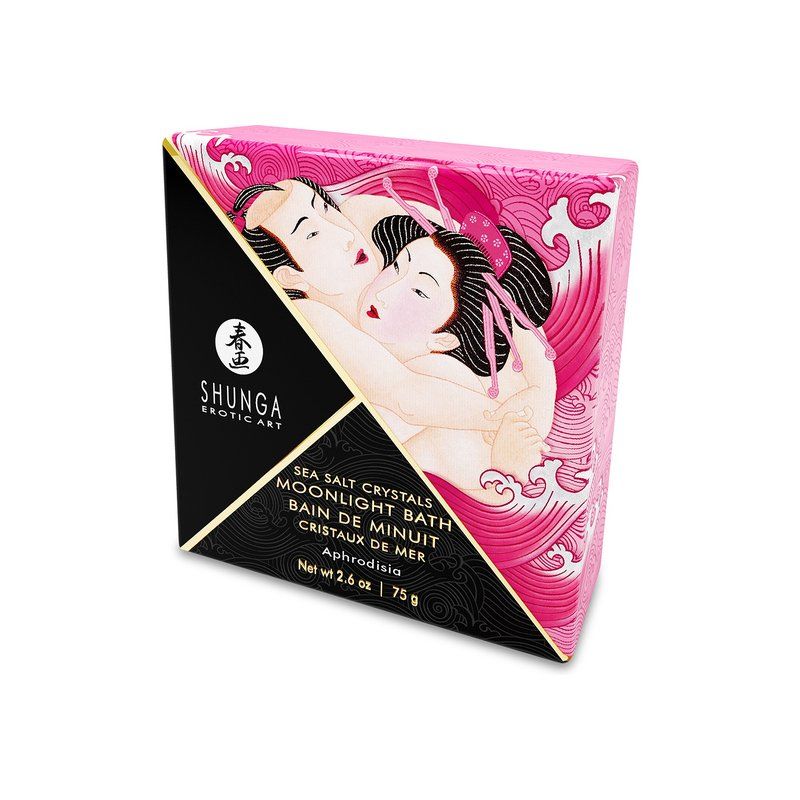 春画
SHUNGA
EROTIC ART
SEA SALT CRYSTALS
MOONLIGHT BATH
BAIN DE MINUIT
CRISTAUX DE MER
Aphrodisia
Net wt 2.6 oz | 75 g